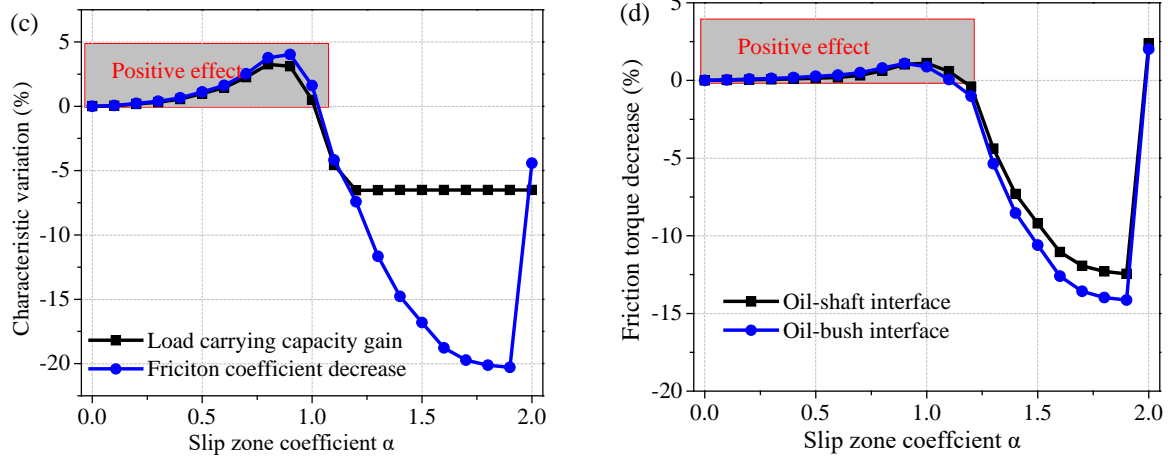 (c)
Characteristic variation (%)
5
0
-5
-10
-15
-20
Positive effect
Load carrying capacity gain
Friciton coefficient decrease
0.0 0.5 1.0 1.5 2.0
Slip zone coefficient α
(d)
Friction torque decrease (%)
5
0
-5
-10
-15
-20
Positive effect
Oil-shaft interface
Oil-bush interface
0.0 0.5 1.0 1.5 2.0
Slip zone coeffcient α